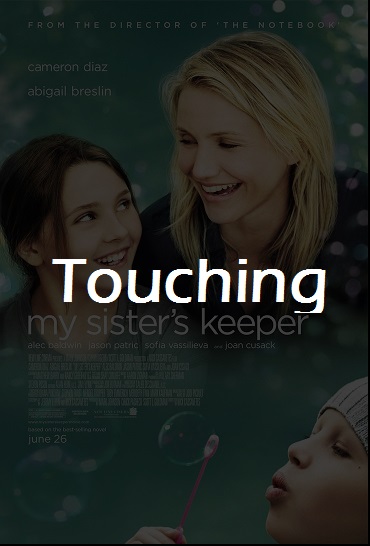 FROM THE DIRECTOR OF 'THE NOTEBOOK'
cameron diaz
abigail breslin
Touching
my sister's keeper
alec baldwin jason patric sofia vassilieva and joan cusack
based on the best-selling novel
june 26